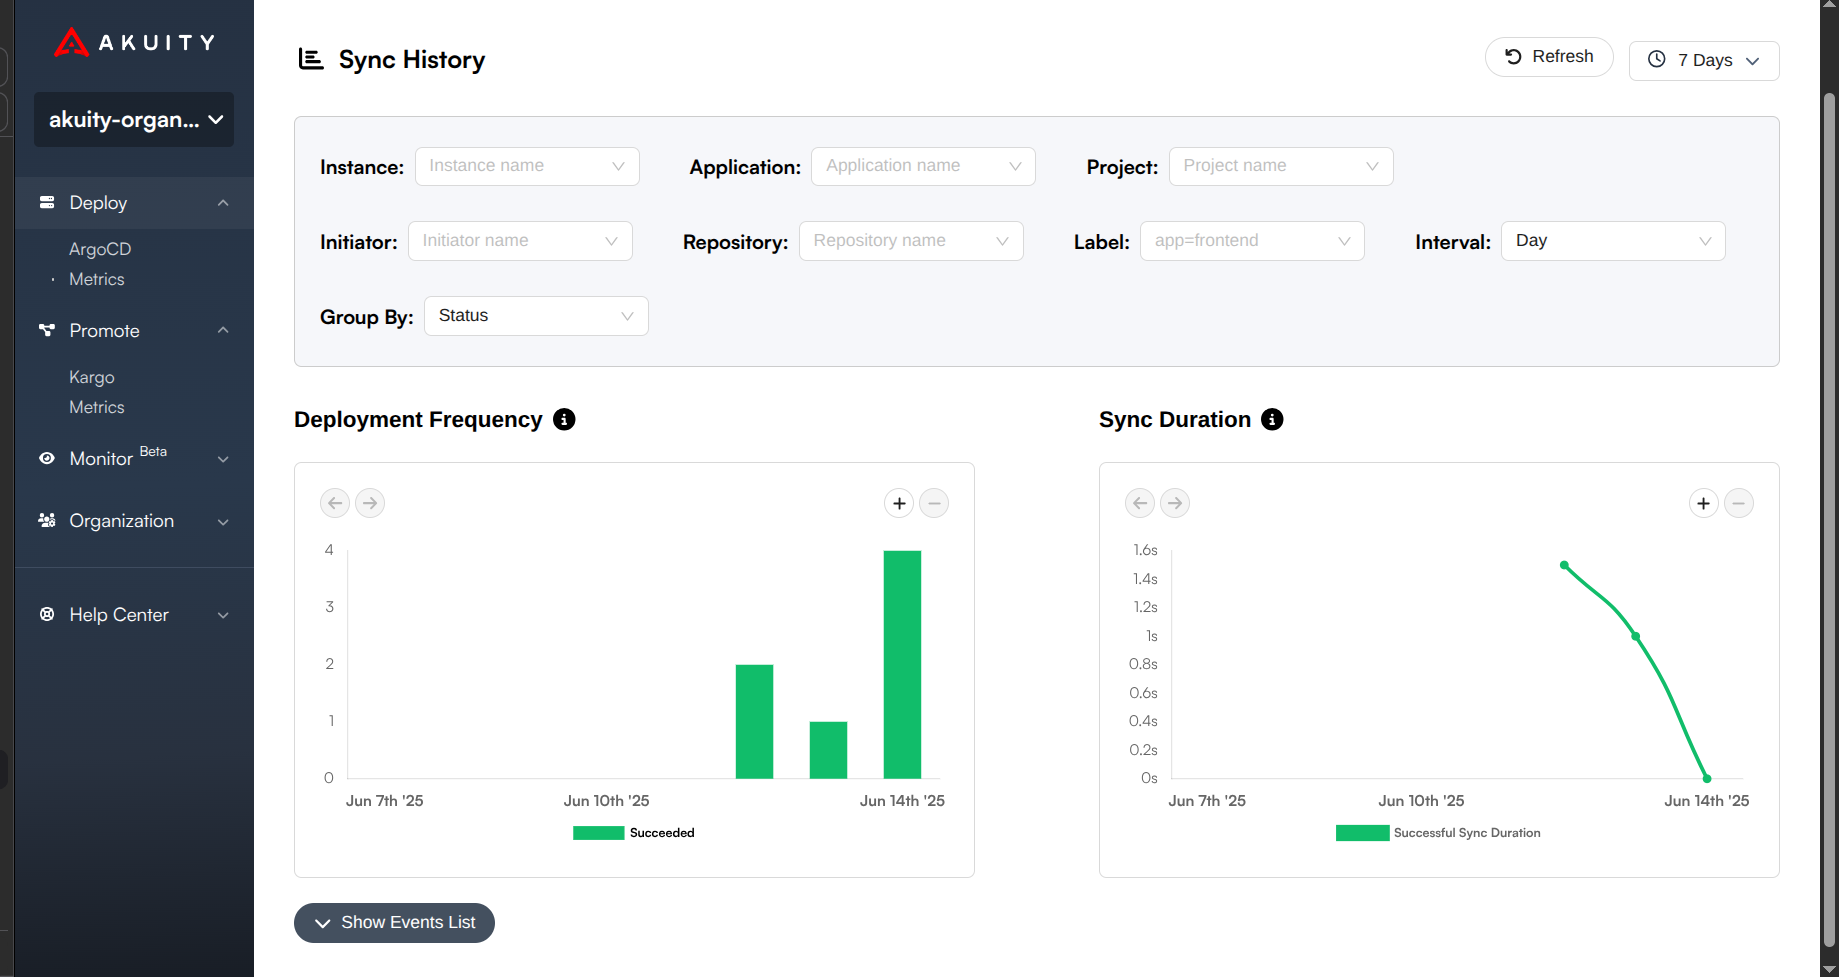 AKUITY
akuity-organ...
Deploy
ArgoCD
Metrics
Promote
Kargo
Metrics
Monitor Beta
Organization
Help Center
Sync History
Refresh
7 Days
Instance: Instance name
Application: Application name
Project: Project name
Initiator: Initiator name
Repository: Repository name
Label: app=frontend
Interval: Day
Group By: Status
Deployment Frequency
4
3
2
1
0
Jun 7th '25 Jun 10th '25 Jun 14th '25
Succeeded
Sync Duration
1.6s
1.4s
1.2s
1s
0.8s
0.6s
0.4s
0.2s
0s
Jun 7th '25 Jun 10th '25 Jun 14th '25
Successful Sync Duration
Show Events List